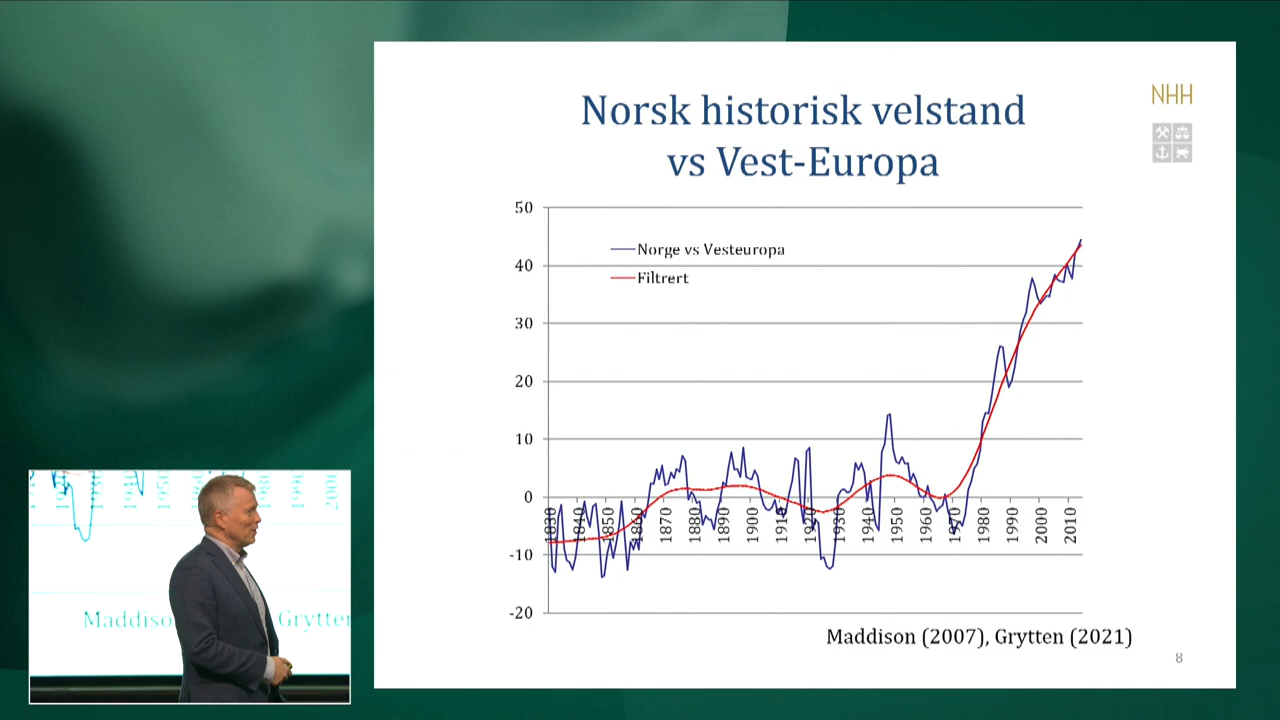 Norsk historisk velstand
vs Vest-Europa
NHH
50
40
30
20
10
0
-10
-20
Norge vs Vesteuropa
Filtrert
1830 1840 1850 1860 1870 1880 1890 1900 1910 1920 1930 1940 1950 1960 1970 1980 1990 2000 2010
Maddison (2007), Grytten (2021)
8
Maddiso Grytten